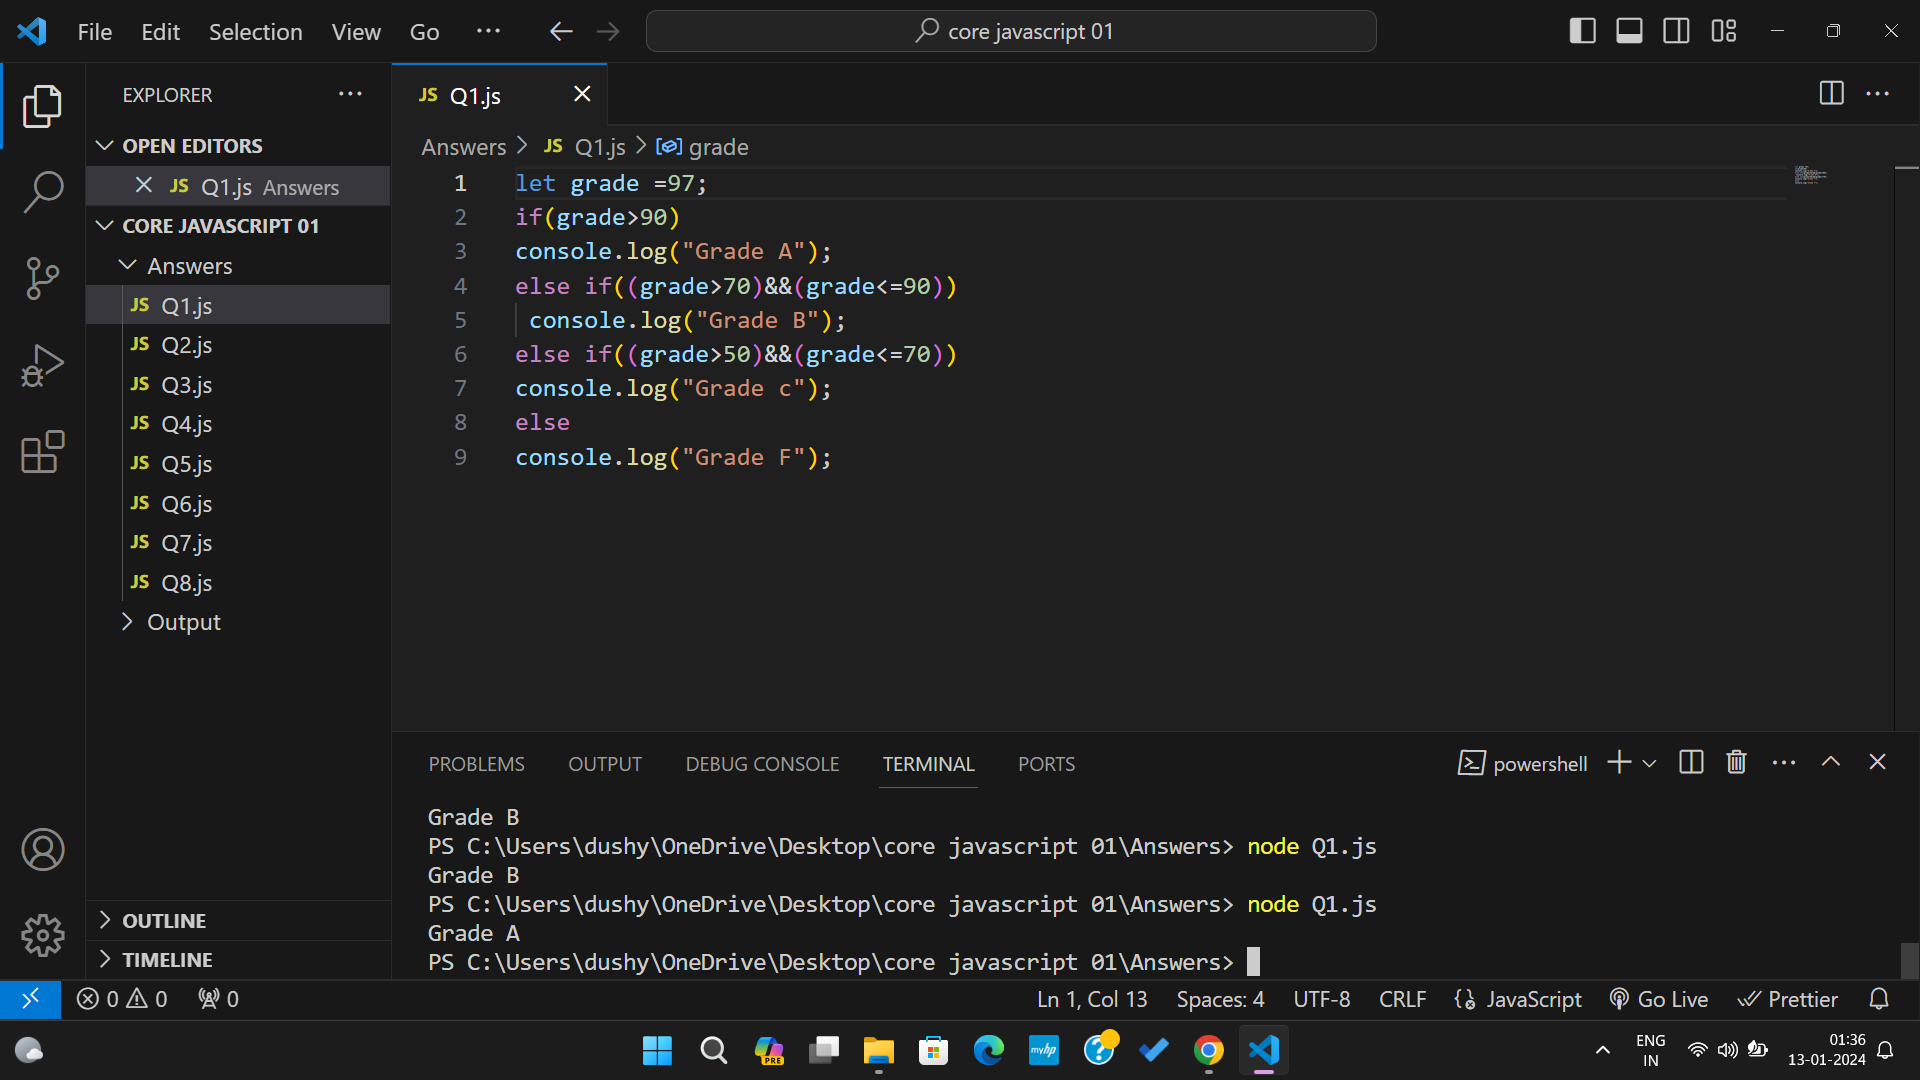 File Edit Selection View Go ··· core javascript 01
EXPLORER
OPEN EDITORS
JS Q1.js Answers
CORE JAVASCRIPT 01
Answers
JS Q1.js
JS Q2.js
JS Q3.js
JS Q4.js
JS Q5.js
JS Q6.js
JS Q7.js
JS Q8.js
Output
OUTLINE
TIMELINE
JS Q1.js
Answers > JS Q1.js > grade
1 let grade =97;
2 if(grade>90)
3 console.log("Grade A");
4 else if((grade>70)&&(grade<=90))
5 console.log("Grade B");
6 else if((grade>50)&&(grade<=70))
7 console.log("Grade c");
8 else
9 console.log("Grade F");
PROBLEMS OUTPUT DEBUG CONSOLE TERMINAL PORTS powershell
Grade B
PS C:\Users\dushy\OneDrive\Desktop\core javascript 01\Answers> node Q1.js
Grade B
PS C:\Users\dushy\OneDrive\Desktop\core javascript 01\Answers> node Q1.js
Grade A
PS C:\Users\dushy\OneDrive\Desktop\core javascript 01\Answers>
0 0 0 Ln 1, Col 13 Spaces: 4 UTF-8 CRLF JavaScript Go Live Prettier
PRE myhp ENG 01:36
IN 13-01-2024